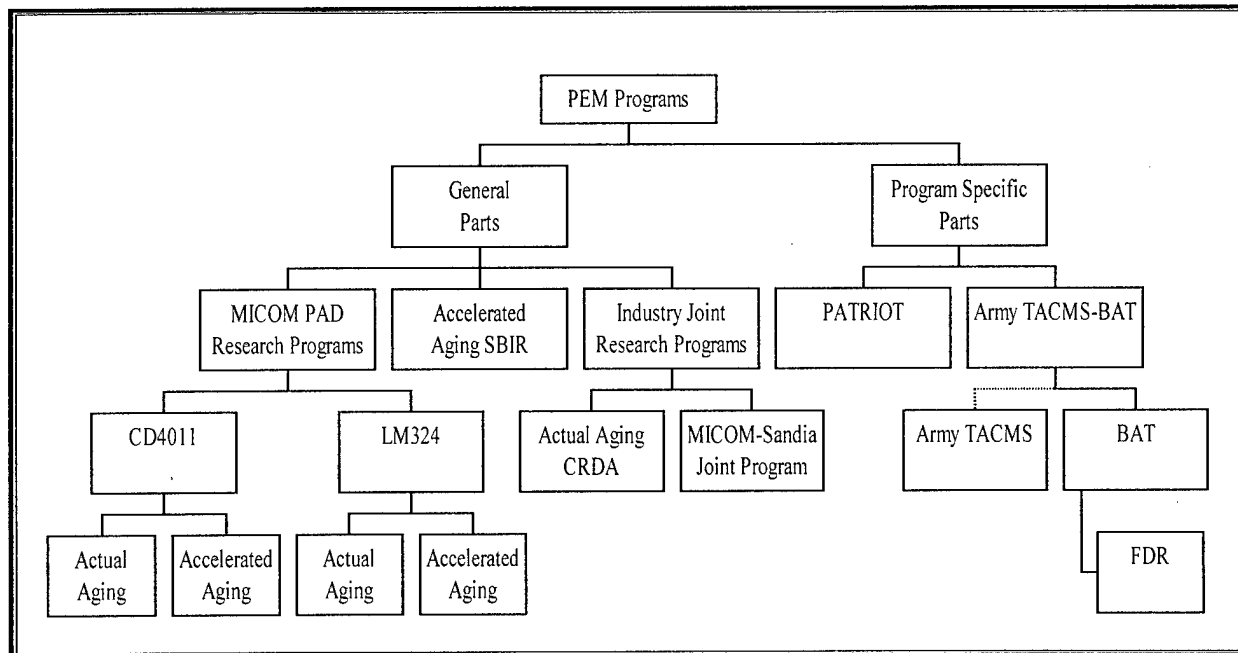 PEM Programs
General
Parts
Program Specific
Parts
MICOM PAD
Research Programs
Accelerated
Aging SBIR
Industry Joint
Research Programs
PATRIOT
Army TACMS-BAT
CD4011
LM324
Actual Aging
CRDA
MICOM-Sandia
Joint Program
Army TACMS
BAT
Actual
Aging
Accelerated
Aging
Actual
Aging
Accelerated
Aging
FDR